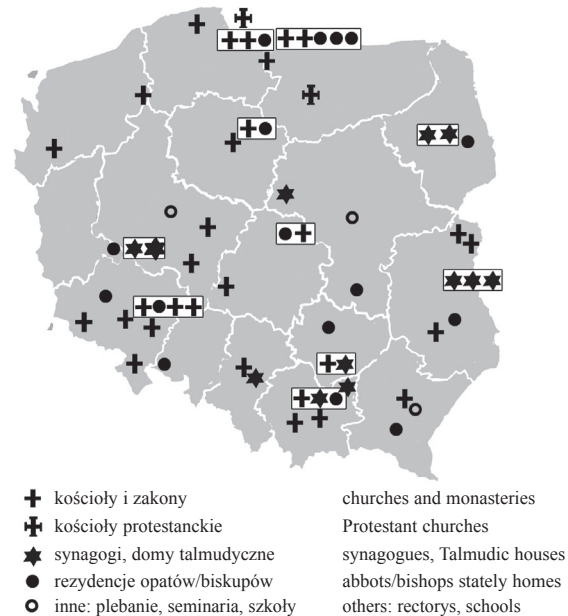 kościoły i zakony churches and monasteries
kościoły protestanckie Protestant churches
synagogi, domy talmudyczne synagogues, Talmudic houses
rezydencje opatów/biskupów abbots/bishops stately homes
inne: plebanie, seminaria, szkoły others: rectorys, schools